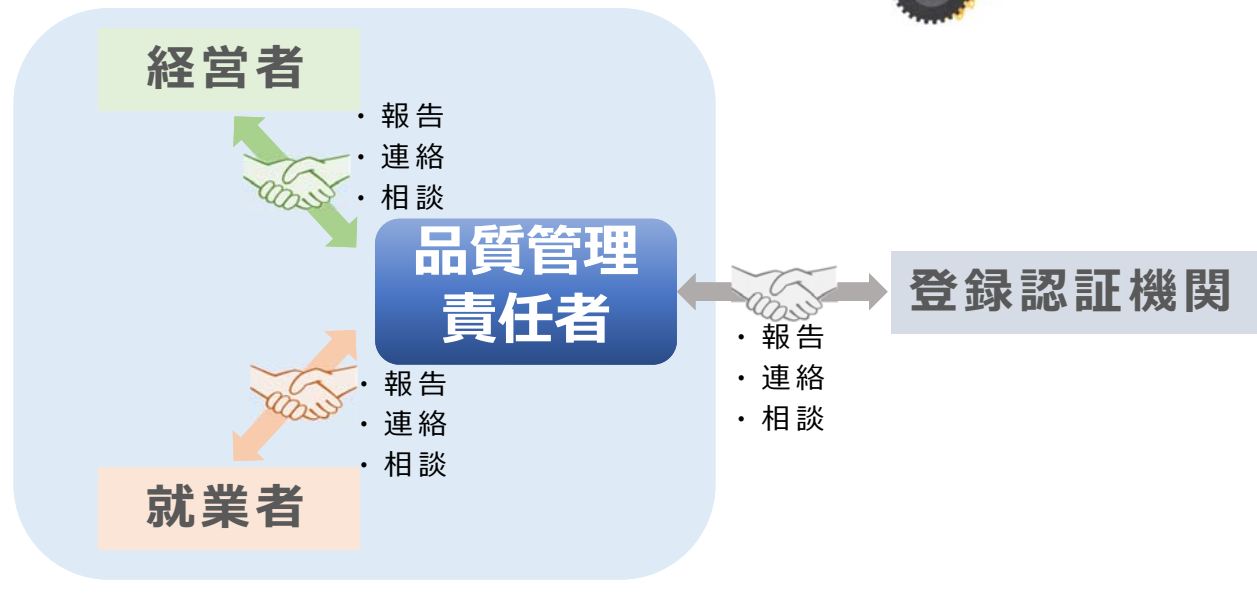 経営者
・報告
・連絡
・相談
品質管理
責任者
登録認証機関
・報告
・連絡
・相談
・報告
・連絡
・相談
就業者